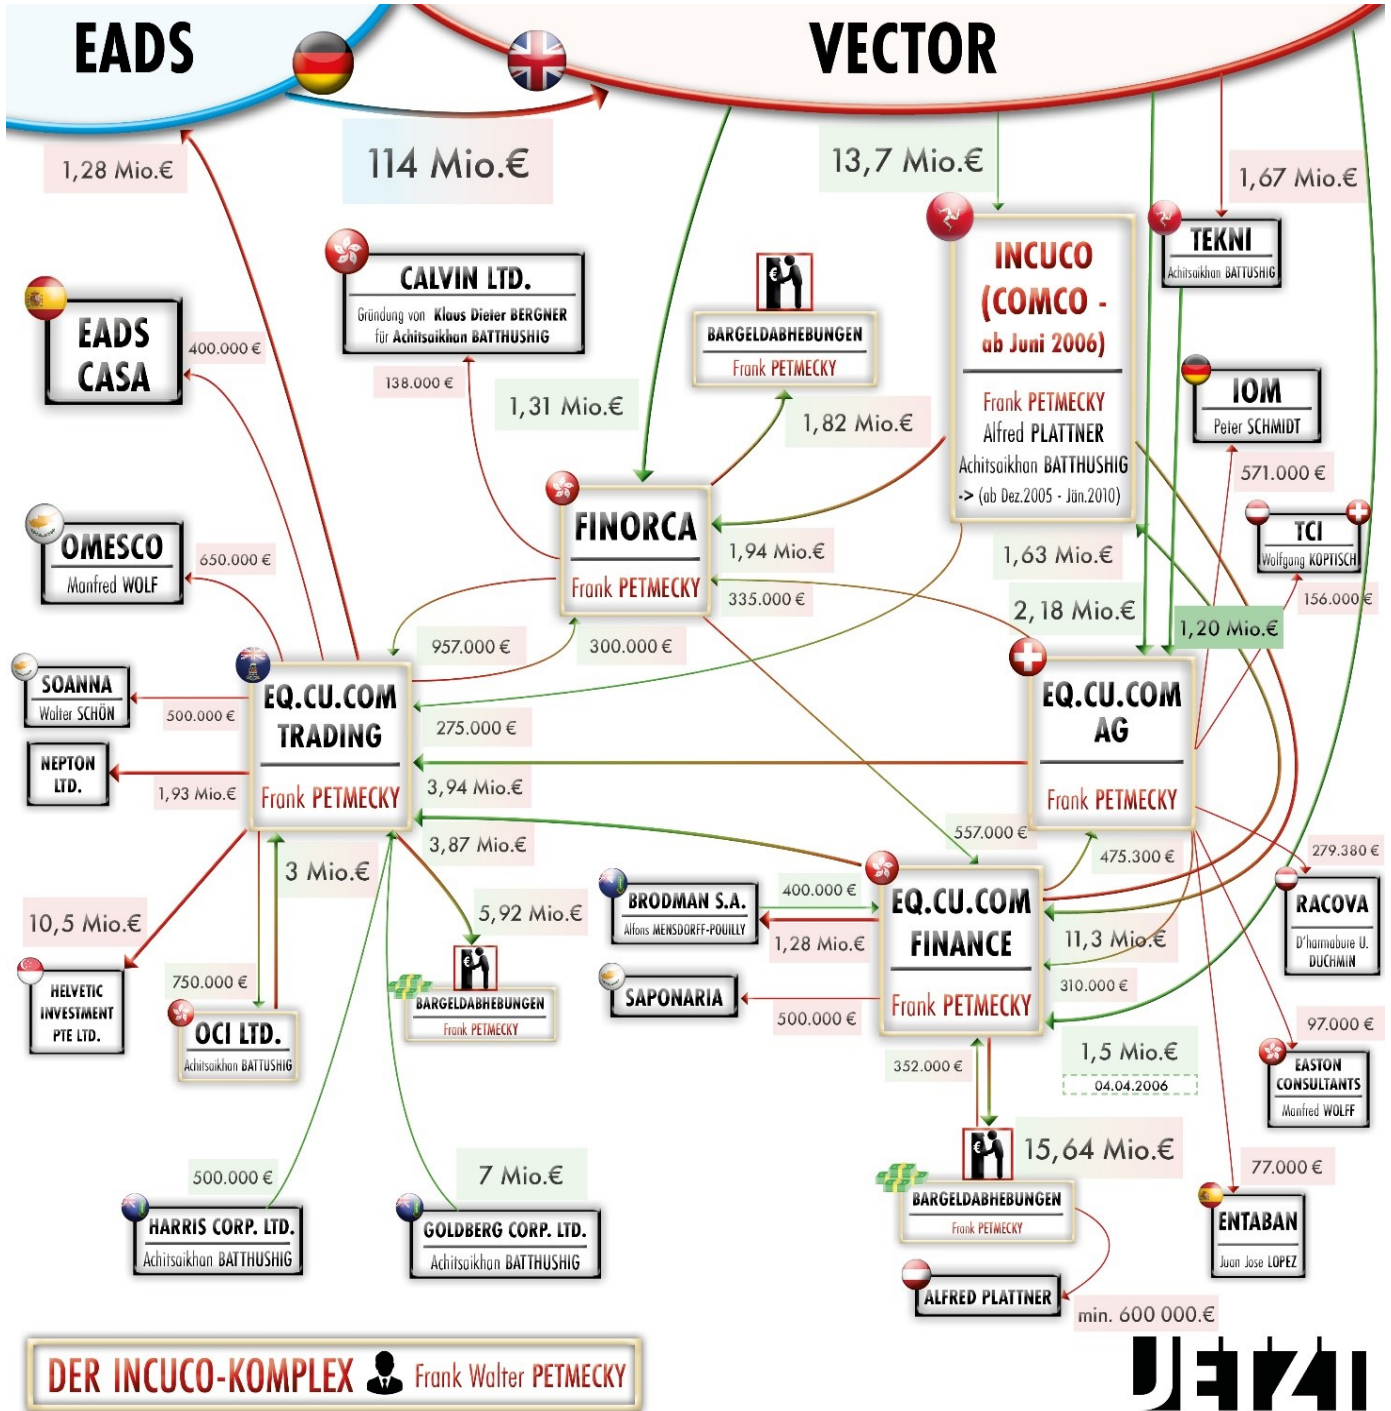 EADS
VECTOR
1,28 Mio.€
114 Mio.€
13,7 Mio.€
1,67 Mio.€
TEKNI
Achitsaikhan BATTUSHIG
INCUCO
(COMCO -
ab Juni 2006)
Frank PETMECKY
Alfred PLATTNER
Achitsaikhan BATTHUSHIG
-> (ab Dez.2005 - Jän.2010)
CALVIN LTD.
Gründung von Klaus Dieter BERGNER
für Achitsaikhan BATTHUSHIG
138.000 €
EADS
CASA
400.000 €
BARGELDABHEBUNGEN
Frank PETMECKY
1,31 Mio.€
1,82 Mio.€
IOM
Peter SCHMIDT
571.000 €
TCI
Wolfgang KOPTISCH
156.000 €
OMESCO
Manfred WOLF
650.000 €
FINORCA
Frank PETMECKY
1,94 Mio.€
335.000 €
1,63 Mio.€
2,18 Mio.€
1,20 Mio.€
957.000 €
300.000 €
SOANNA
Walter SCHÖN
500.000 €
NEPTON
LTD.
1,93 Mio.€
EQ.CU.COM
TRADING
Frank PETMECKY
275.000 €
3,94 Mio.€
3,87 Mio.€
EQ.CU.COM
AG
Frank PETMECKY
557.000 €
475.300 €
279.380 €
RACOVA
D'harmabure U.
DUCHMIN
3 Mio.€
5,92 Mio.€
10,5 Mio.€
HELVETIC
INVESTMENT
PTE LTD.
750.000 €
OCI LTD.
Achitsaikhan BATTUSHIG
BARGELDABHEBUNGEN
Frank PETMECKY
BRODMAN S.A.
Alfons MENSDORFF-POUILLY
400.000 €
1,28 Mio.€
SAPONARIA
500.000 €
EQ.CU.COM
FINANCE
Frank PETMECKY
11,3 Mio.€
310.000 €
352.000 €
1,5 Mio.€
04.04.2006
97.000 €
EASTON
CONSULTANTS
Manfred WOLFF
15,64 Mio.€
BARGELDABHEBUNGEN
Frank PETMECKY
77.000 €
ENTABAN
Juan Jose LOPEZ
500.000 €
HARRIS CORP. LTD.
Achitsaikhan BATTHUSHIG
7 Mio.€
GOLDBERG CORP. LTD.
Achitsaikhan BATTHUSHIG
ALFRED PLATTNER
min. 600 000.€
DER INCUCO-KOMPLEX Frank Walter PETMECKY
JETZT